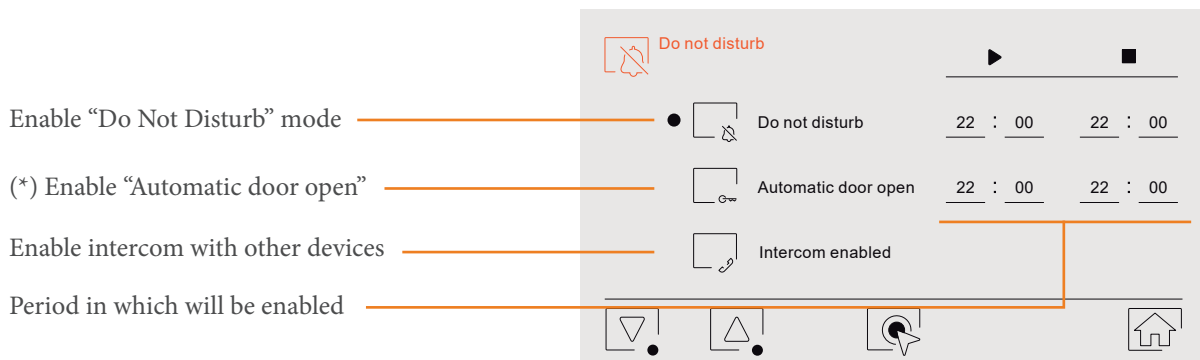 Do not disturb
Enable “Do Not Disturb” mode
Do not disturb 22 : 00 22 : 00
(*) Enable “Automatic door open”
Automatic door open 22 : 00 22 : 00
Enable intercom with other devices
Intercom enabled
Period in which will be enabled